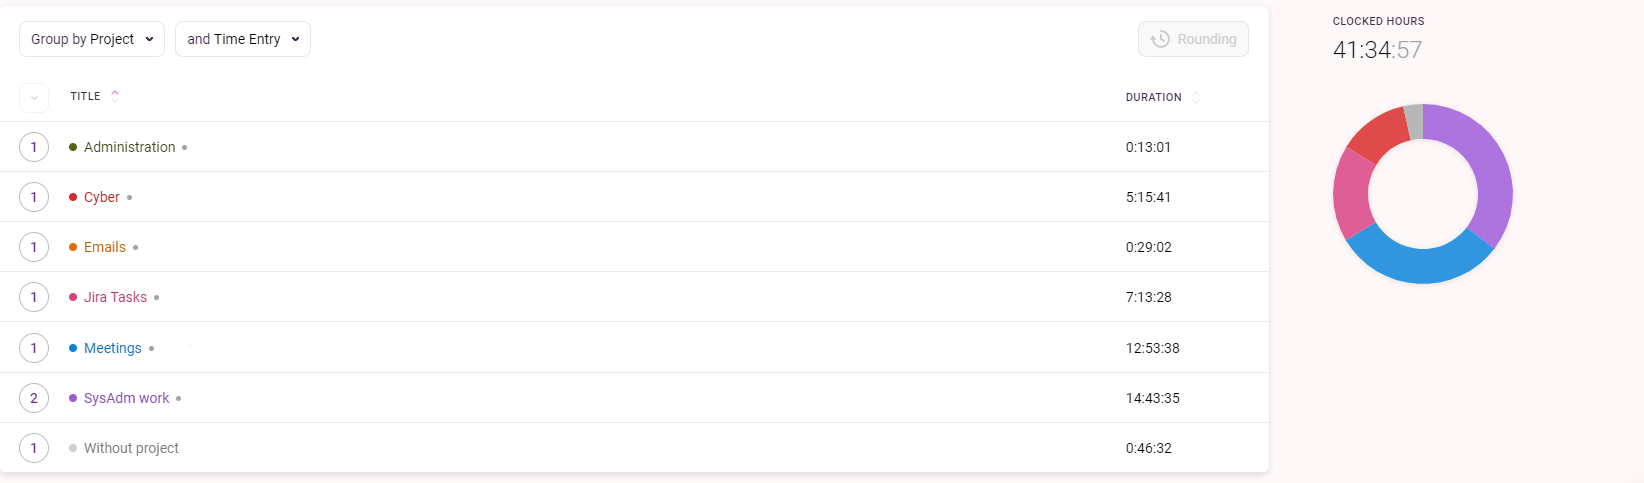 Group by Project and Time Entry Rounding
TITLE DURATION
1 Administration 0:13:01
1 Cyber 5:15:41
1 Emails 0:29:02
1 Jira Tasks 7:13:28
1 Meetings 12:53:38
2 SysAdm work 14:43:35
1 Without project 0:46:32
CLOCKED HOURS
41:34:57